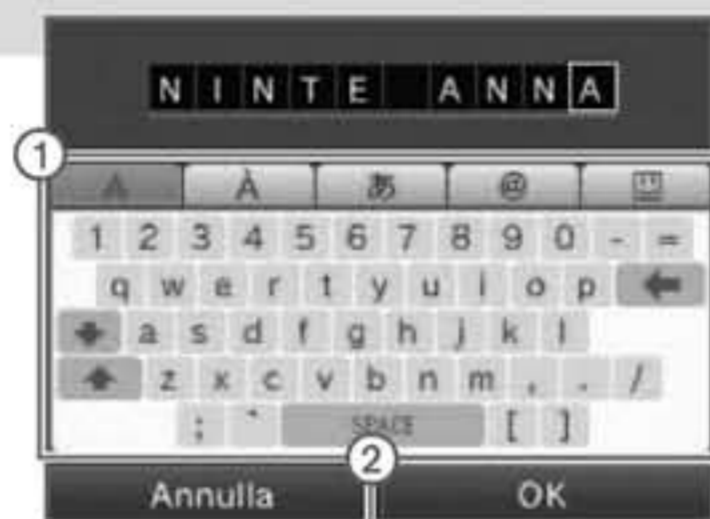 NINTE ANNA
1
A À あ @
1 2 3 4 5 6 7 8 9 0 - =
q w e r t y u i o p
a s d f g h j k l
z x c v b n m , . /
; ' SPACE [ ]
2
Annulla OK